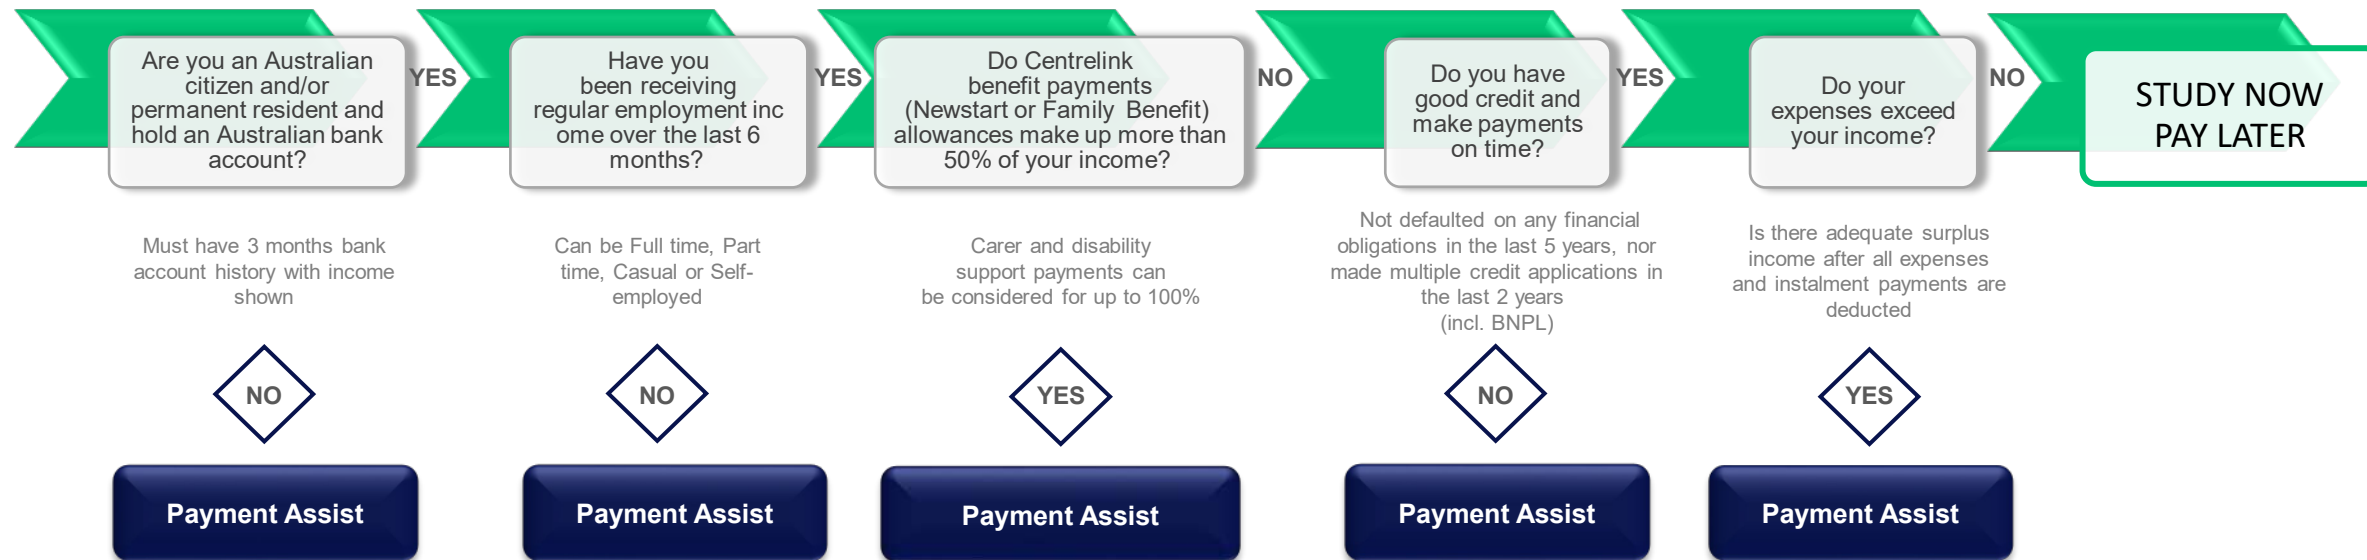 Are you an Australian
citizen and/or
permanent resident and
hold an Australian bank
account?
YES
Have you
been receiving
regular employment inc
ome over the last 6
months?
YES
Do Centrelink
benefit payments
(Newstart or Family Benefit)
allowances make up more than
50% of your income?
NO
Do you have
good credit and
make payments
on time?
YES
Do your
expenses exceed
your income?
NO
STUDY NOW
PAY LATER
Must have 3 months bank
account history with income
shown
Can be Full time, Part
time, Casual or Self-
employed
Carer and disability
support payments can
be considered for up to 100%
Not defaulted on any financial
obligations in the last 5 years, nor
made multiple credit applications in
the last 2 years
(incl. BNPL)
Is there adequate surplus
income after all expenses
and instalment payments are
deducted
NO
NO
YES
NO
YES
Payment Assist
Payment Assist
Payment Assist
Payment Assist
Payment Assist